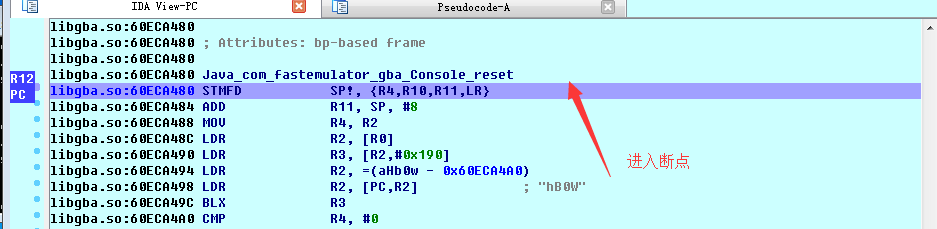 IDA View-PC Pseudocode-A
libgba.so:60ECA480
libgba.so:60ECA480 ; Attributes: bp-based frame
libgba.so:60ECA480
R12 libgba.so:60ECA480 Java_com_fastemulator_gba_Console_reset
PC libgba.so:60ECA480 STMFD SP!, {R4,R10,R11,LR}
libgba.so:60ECA484 ADD R11, SP, #8
libgba.so:60ECA488 MOV R4, R2
libgba.so:60ECA48C LDR R2, [R0]
libgba.so:60ECA490 LDR R3, [R2,#0x190]
libgba.so:60ECA494 LDR R2, =(aHb0w - 0x60ECA4A0)
libgba.so:60ECA498 LDR R2, [PC,R2] ; "hB0W"
libgba.so:60ECA49C BLX R3
libgba.so:60ECA4A0 CMP R4, #0
进入断点